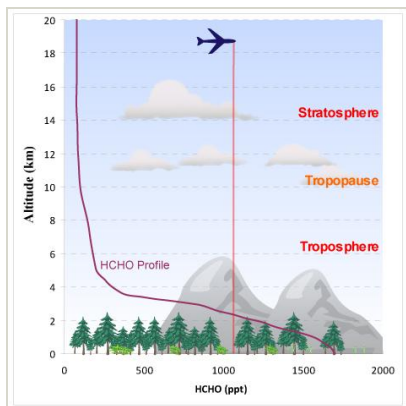 20
18
16
14
12
10
8
6
4
2
0
Altitude (km)
Stratosphere
Tropopause
Troposphere
HCHO Profile
0
500
1000
1500
2000
HCHO (ppt)